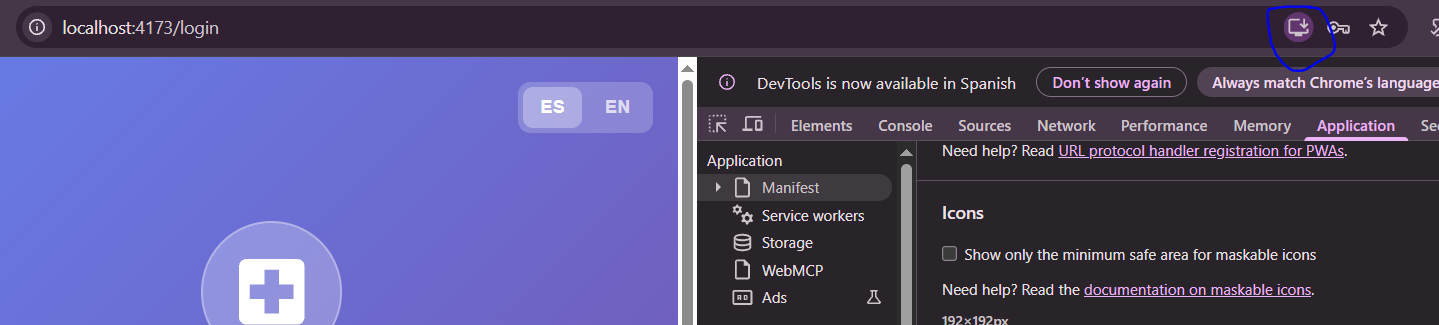 localhost:4173/login
ES EN
DevTools is now available in Spanish Don't show again Always match Chrome's language
Elements Console Sources Network Performance Memory Application
Application
Manifest
Service workers
Storage
WebMCP
Ads
Need help? Read URL protocol handler registration for PWAs.
Icons
Show only the minimum safe area for maskable icons
Need help? Read the documentation on maskable icons.
192×192px